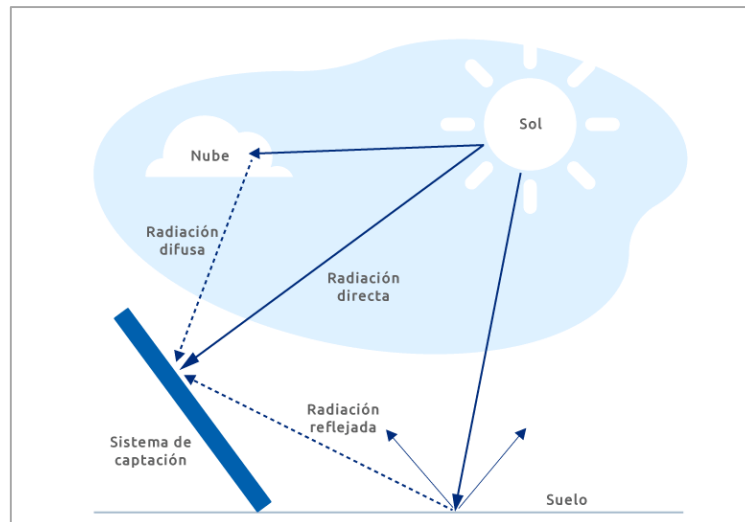 Sol
Nube
Radiación
difusa
Radiación
directa
Radiación
reflejada
Sistema de
captación
Suelo